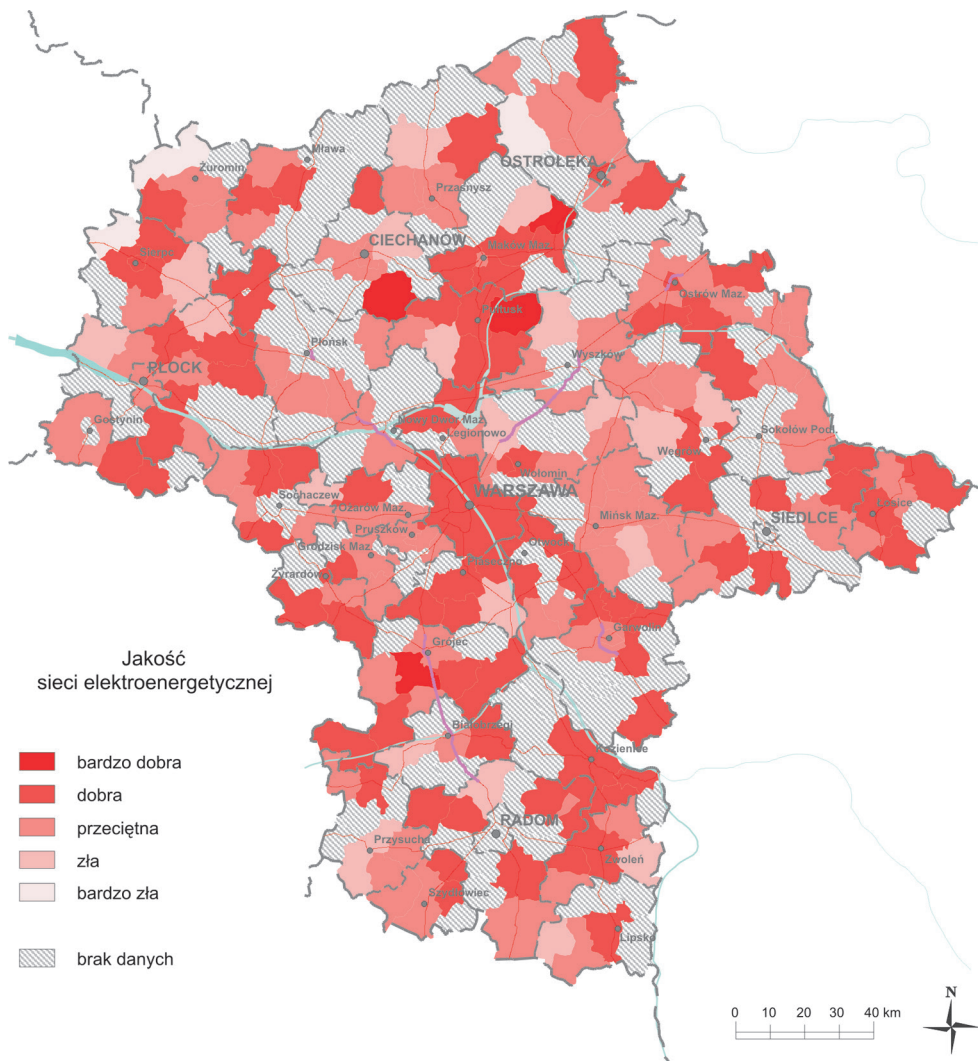 Mława
Żuromin
OSTROŁĘKA
Przasnysz
CIECHANÓW
Maków Maz.
Sierpc
Ostrów Maz.
Pułtusk
Płońsk
Wyszków
PŁOCK
Gostynin
Nowy Dwór Maz.
Legionowo
Węgrów
Sokołów Podl.
Wołomin
WARSZAWA
Sochaczew
Ożarów Maz.
Mińsk Maz.
SIEDLCE
Łosice
Pruszków
Grodzisk Maz.
Otwock
Żyrardów
Piaseczno
Garwolin
Grójec
Jakość
sieci elektroenergetycznej
Białobrzegi
Kozienice
bardzo dobra
dobra
przeciętna
zła
bardzo zła
brak danych
RADOM
Przysucha
Zwoleń
Szydłowiec
Lipsko
N
0 10 20 30 40 km